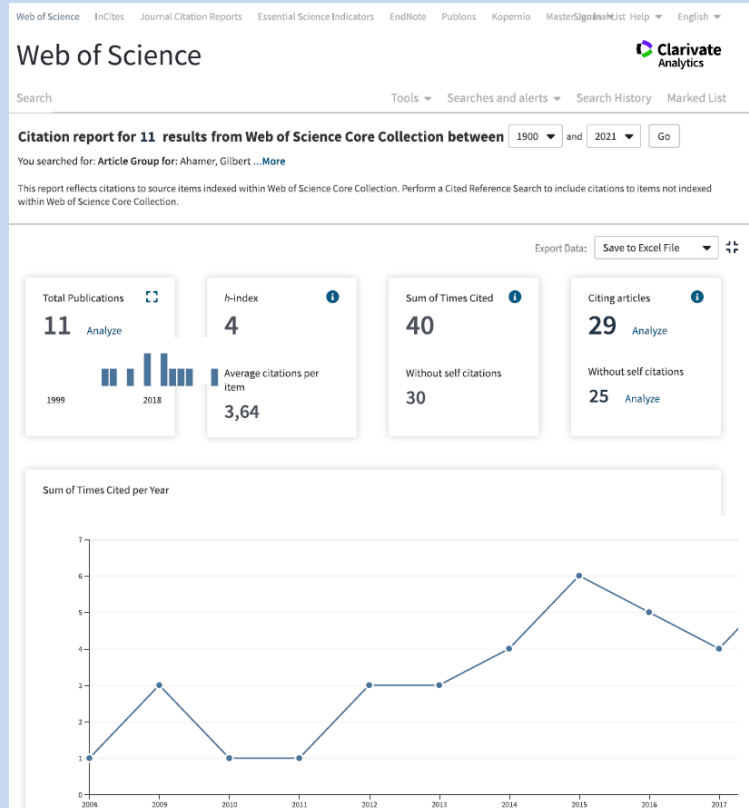 Web of Science InCites Journal Citation Reports Essential Science Indicators EndNote Publons Kopernio Help English
Web of Science
Clarivate
Analytics
Search Tools Searches and alerts Search History Marked List
Citation report for 11 results from Web of Science Core Collection between 1900 and 2021 Go
You searched for: Article Group for: Ahamer, Gilbert ...More
This report reflects citations to source items indexed within Web of Science Core Collection. Perform a Cited Reference Search to include citations to items not indexed
within Web of Science Core Collection.
Export Data: Save to Excel File
Total Publications
11 Analyze
1999 2018
h-index
4
Average citations per
item
3,64
Sum of Times Cited
40
Without self citations
30
Citing articles
29 Analyze
Without self citations
25 Analyze
Sum of Times Cited per Year
7
6
5
4
3
2
1
0
2008 2009 2010 2011 2012 2013 2014 2015 2016 2017